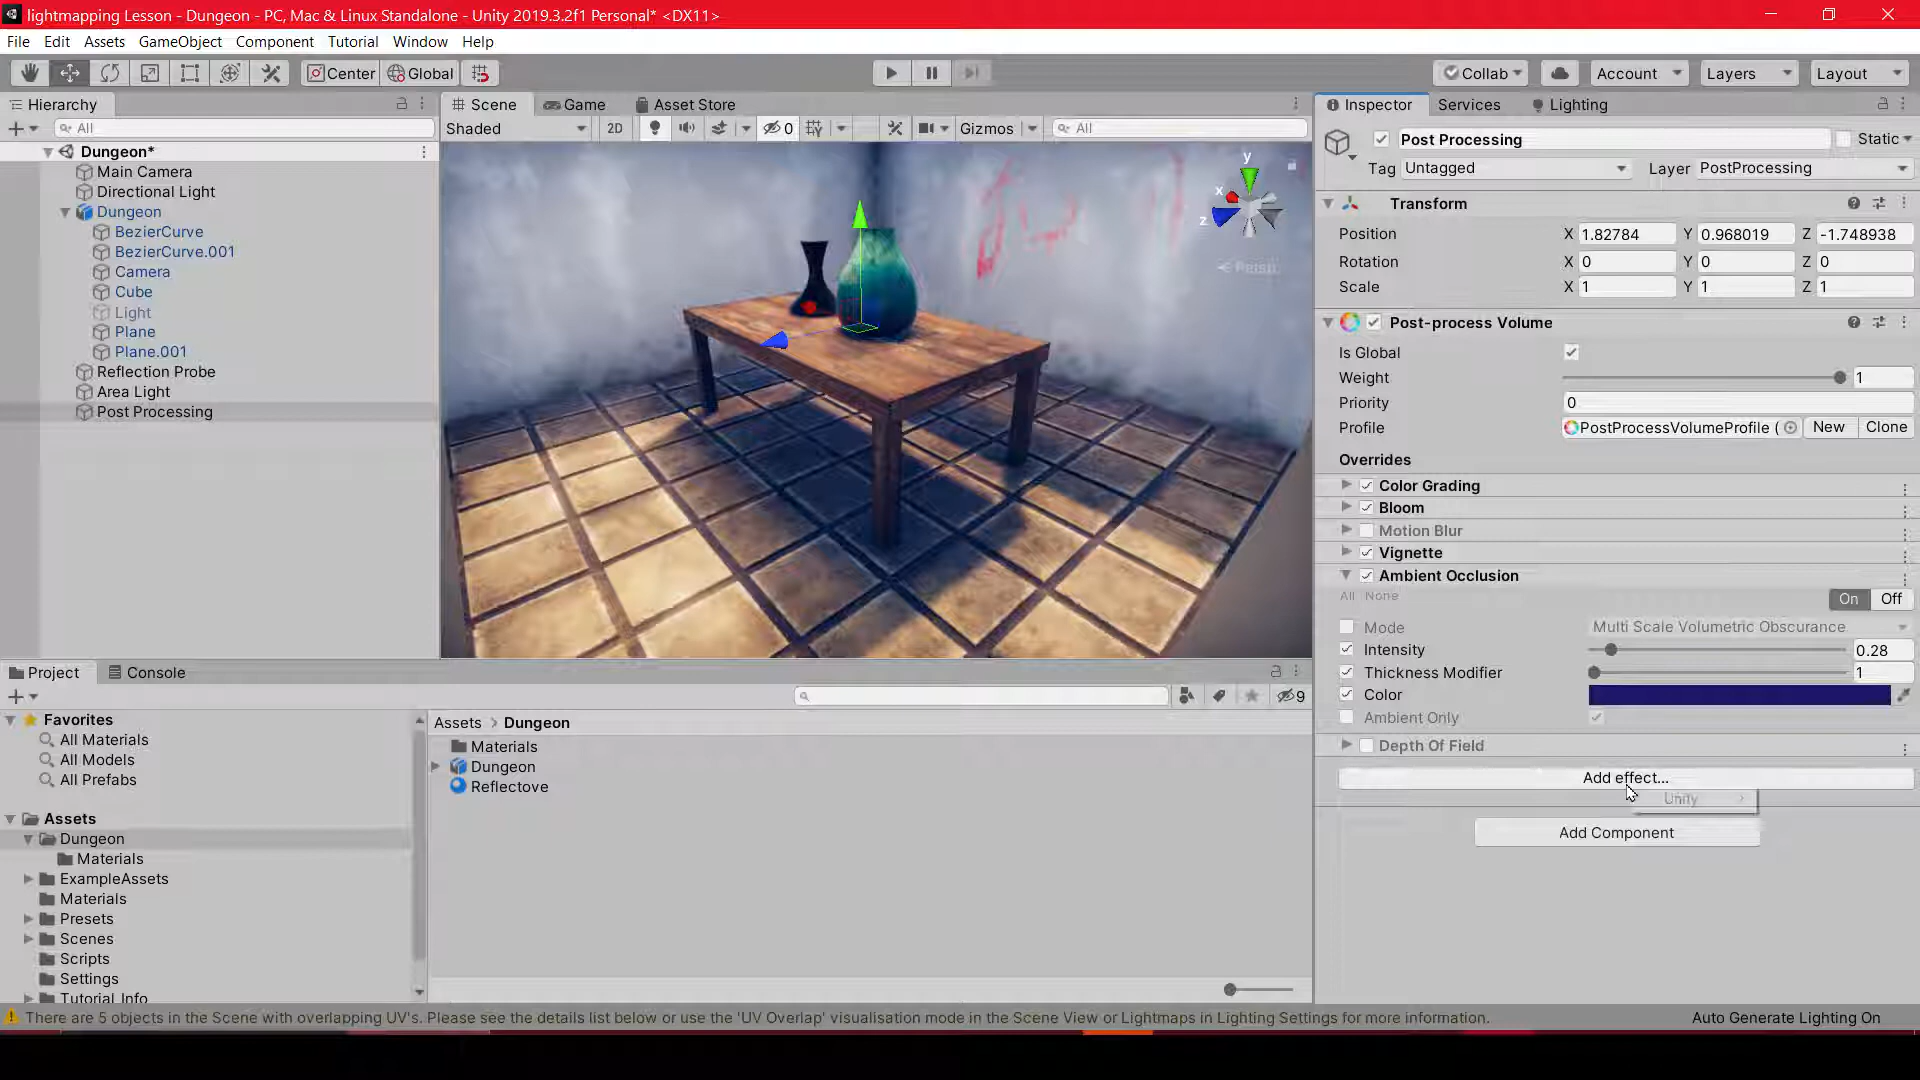 lightmapping Lesson - Dungeon - PC, Mac & Linux Standalone - Unity 2019.3.2f1 Personal* <DX11>
File Edit Assets GameObject Component Tutorial Window Help
Center Global Collab Account Layers Layout
Hierarchy
All
Dungeon*
Main Camera
Directional Light
Dungeon
BezierCurve
BezierCurve.001
Camera
Cube
Light
Plane
Plane.001
Reflection Probe
Area Light
Post Processing
Scene Game Asset Store
Shaded 2D 0 Gizmos All
y
x
z
Persp
Inspector Services Lighting
Post Processing Static
Tag Untagged Layer PostProcessing
Transform
Position X 1.82784 Y 0.968019 Z -1.748938
Rotation X 0 Y 0 Z 0
Scale X 1 Y 1 Z 1
Post-process Volume
Is Global
Weight 1
Priority 0
Profile PostProcessVolumeProfile ( New Clone
Overrides
Color Grading
Bloom
Motion Blur
Vignette
Ambient Occlusion
All None On Off
Mode Multi Scale Volumetric Obscurance
Intensity 0.28
Thickness Modifier 1
Color
Ambient Only
Depth Of Field
Add effect...
Unity
Add Component
Project Console
9
Favorites
All Materials
All Models
All Prefabs
Assets
Dungeon
Materials
ExampleAssets
Materials
Presets
Scenes
Scripts
Settings
Tutorial Info
Assets > Dungeon
Materials
Dungeon
Reflectove
There are 5 objects in the Scene with overlapping UV's. Please see the details list below or use the 'UV Overlap' visualisation mode in the Scene View or Lightmaps in Lighting Settings for more information.
Auto Generate Lighting On